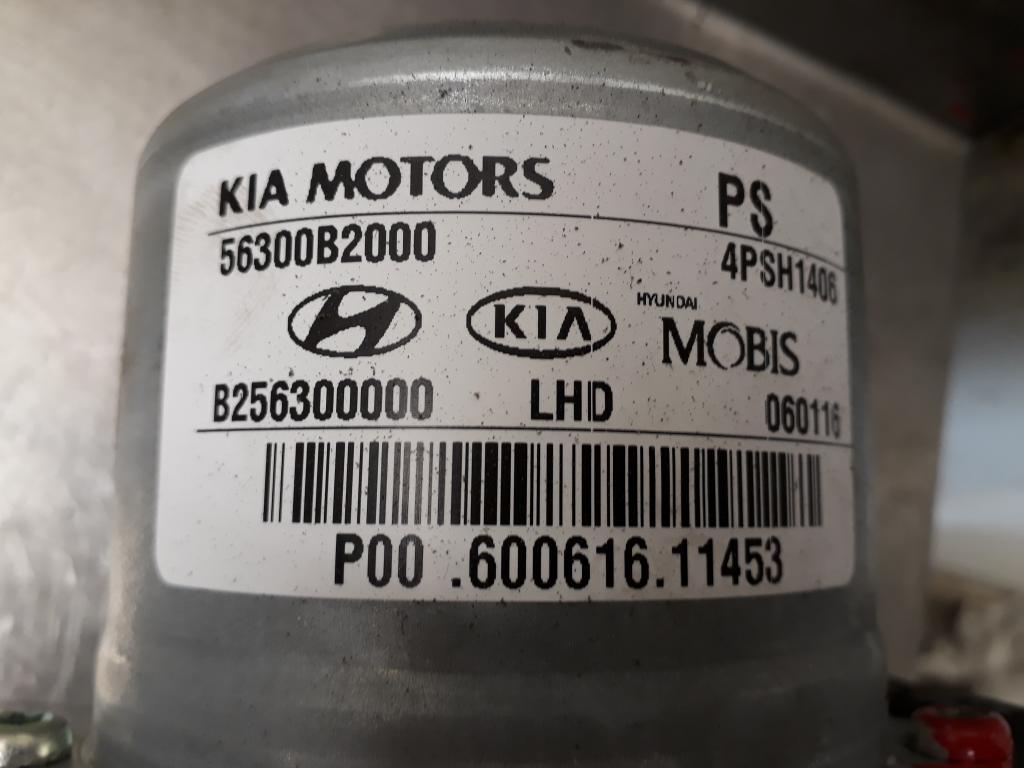 KIA MOTORS PS
56300B2000 4PSH1406
KIA HYUNDAI
MOBIS
B256300000 LHD 060116
P00 .600616.11453